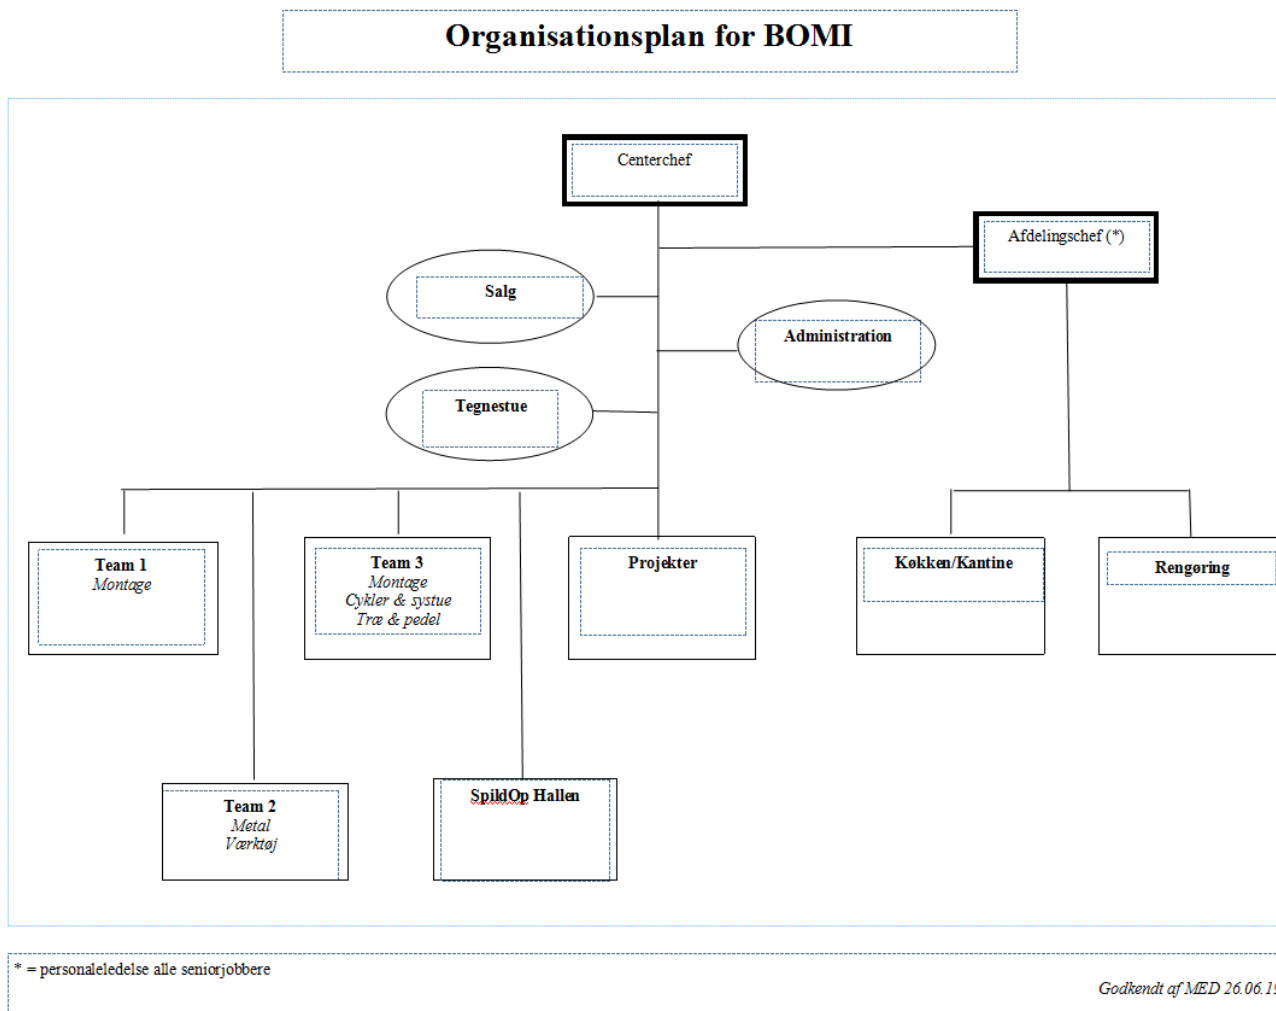 Organisationsplan for BOMI
Centerchef
Afdelingschef (*)
Salg
Administration
Tegnestue
Team 1
Montage
Team 3
Montage
Cykler & systue
Træ & pedel
Projekter
Køkken/Kantine
Rengøring
Team 2
Metal
Værktøj
SpildOp Hallen
* = personaleledelse alle seniorjobbere
Godkendt af MED 26.06.19